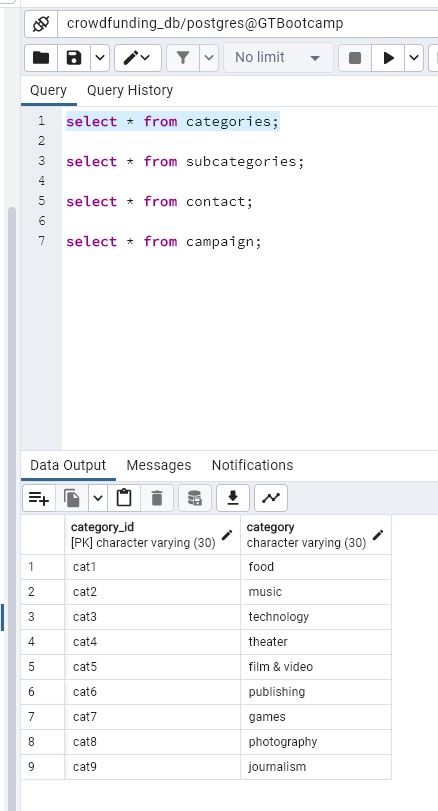 crowdfunding_db/postgres@GTBootcamp
No limit
Query Query History
1 select * from categories;
2
3 select * from subcategories;
4
5 select * from contact;
6
7 select * from campaign;
Data Output Messages Notifications
category_id category
[PK] character varying (30) character varying (30)
1 cat1 food
2 cat2 music
3 cat3 technology
4 cat4 theater
5 cat5 film & video
6 cat6 publishing
7 cat7 games
8 cat8 photography
9 cat9 journalism